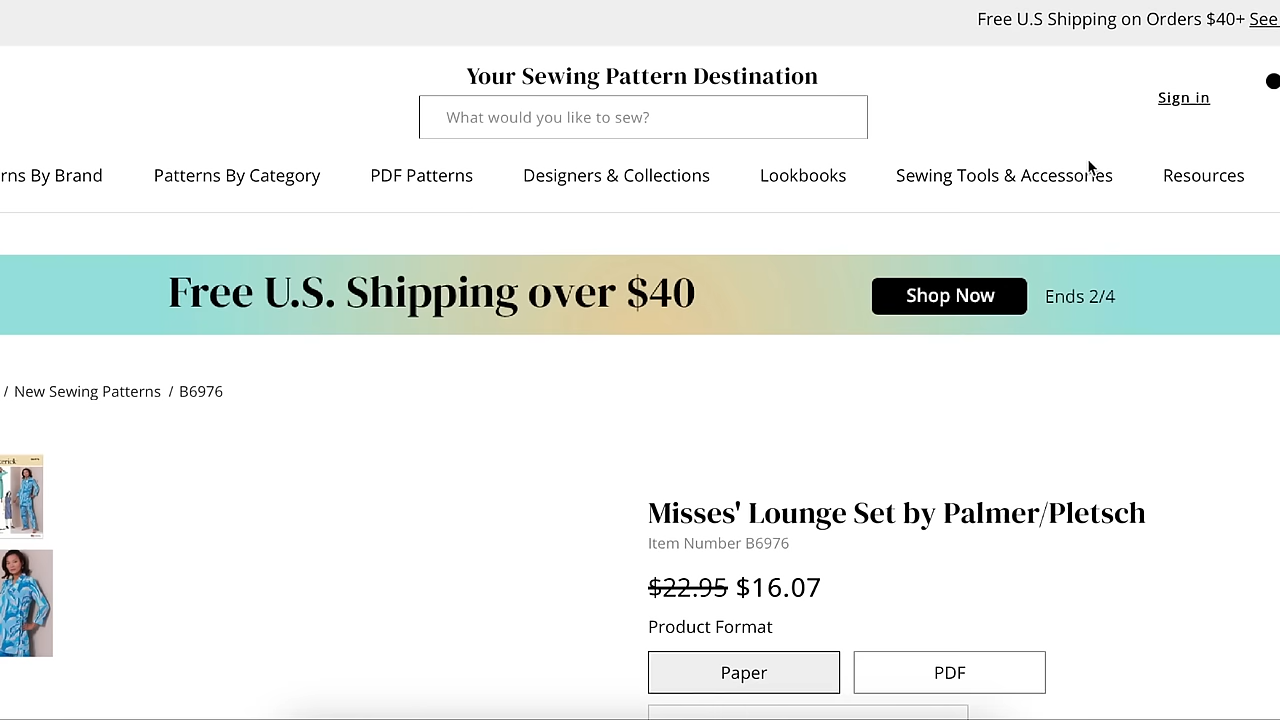 Free U.S Shipping on Orders $40+ See
Your Sewing Pattern Destination
What would you like to sew?
Sign in
rns By Brand
Patterns By Category
PDF Patterns
Designers & Collections
Lookbooks
Sewing Tools & Accessories
Resources
Free U.S. Shipping over $40
Shop Now
Ends 2/4
/ New Sewing Patterns / B6976
Misses' Lounge Set by Palmer/Pletsch
Item Number B6976
$22.95 $16.07
Product Format
Paper
PDF